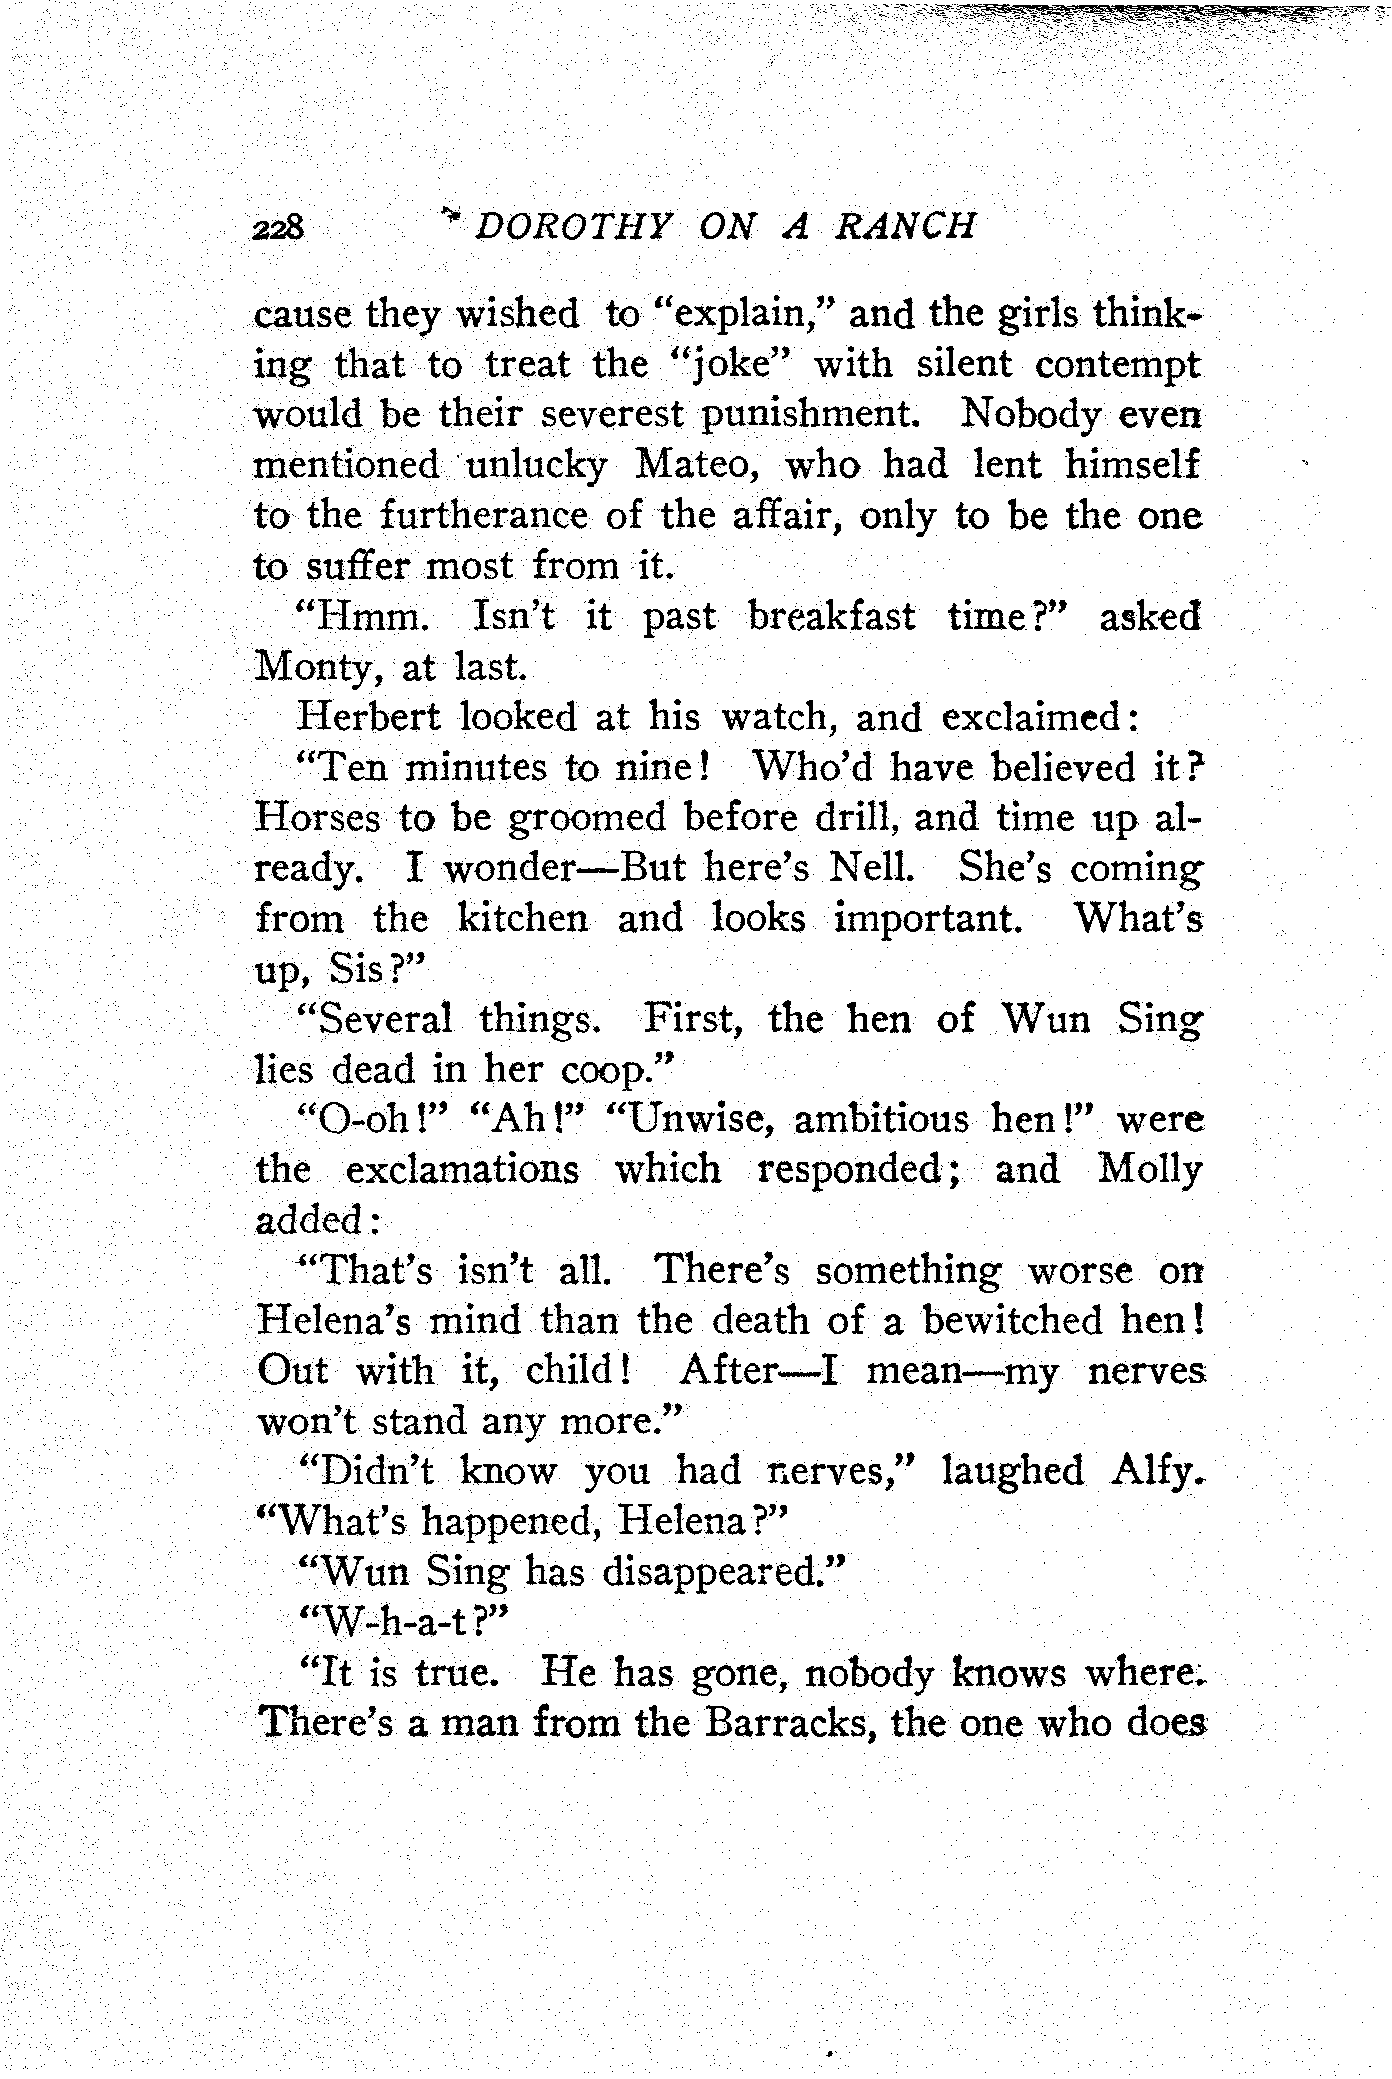 228 DOROTHY ON A RANCH
cause they wished to “explain,” and the girls think-
ing that to treat the “joke” with silent contempt
would be their severest punishment. Nobody even
mentioned unlucky Mateo, who had lent himself
to the furtherance of the affair, only to be the one
to suffer most from it.
“Hmm. Isn't it past breakfast time?” asked
Monty, at last.
Herbert looked at his watch, and exclaimed:
“Ten minutes to nine! Who'd have believed it?
Horses to be groomed before drill, and time up al-
ready. I wonder—But here's Nell. She's coming
from the kitchen and looks important. What's
up, Sis?”
“Several things. First, the hen of Wun Sing
lies dead in her coop.”
“O-oh!” “Ah!” “Unwise, ambitious hen!” were
the exclamations which responded; and Molly
added:
“That's isn't all. There's something worse on
Helena's mind than the death of a bewitched hen!
Out with it, child! After—I mean—my nerves
won't stand any more.”
“Didn't know you had nerves,” laughed Alfy.
“What's happened, Helena?”
“Wun Sing has disappeared.”
“W-h-a-t?”
“It is true. He has gone, nobody knows where.
There's a man from the Barracks, the one who does